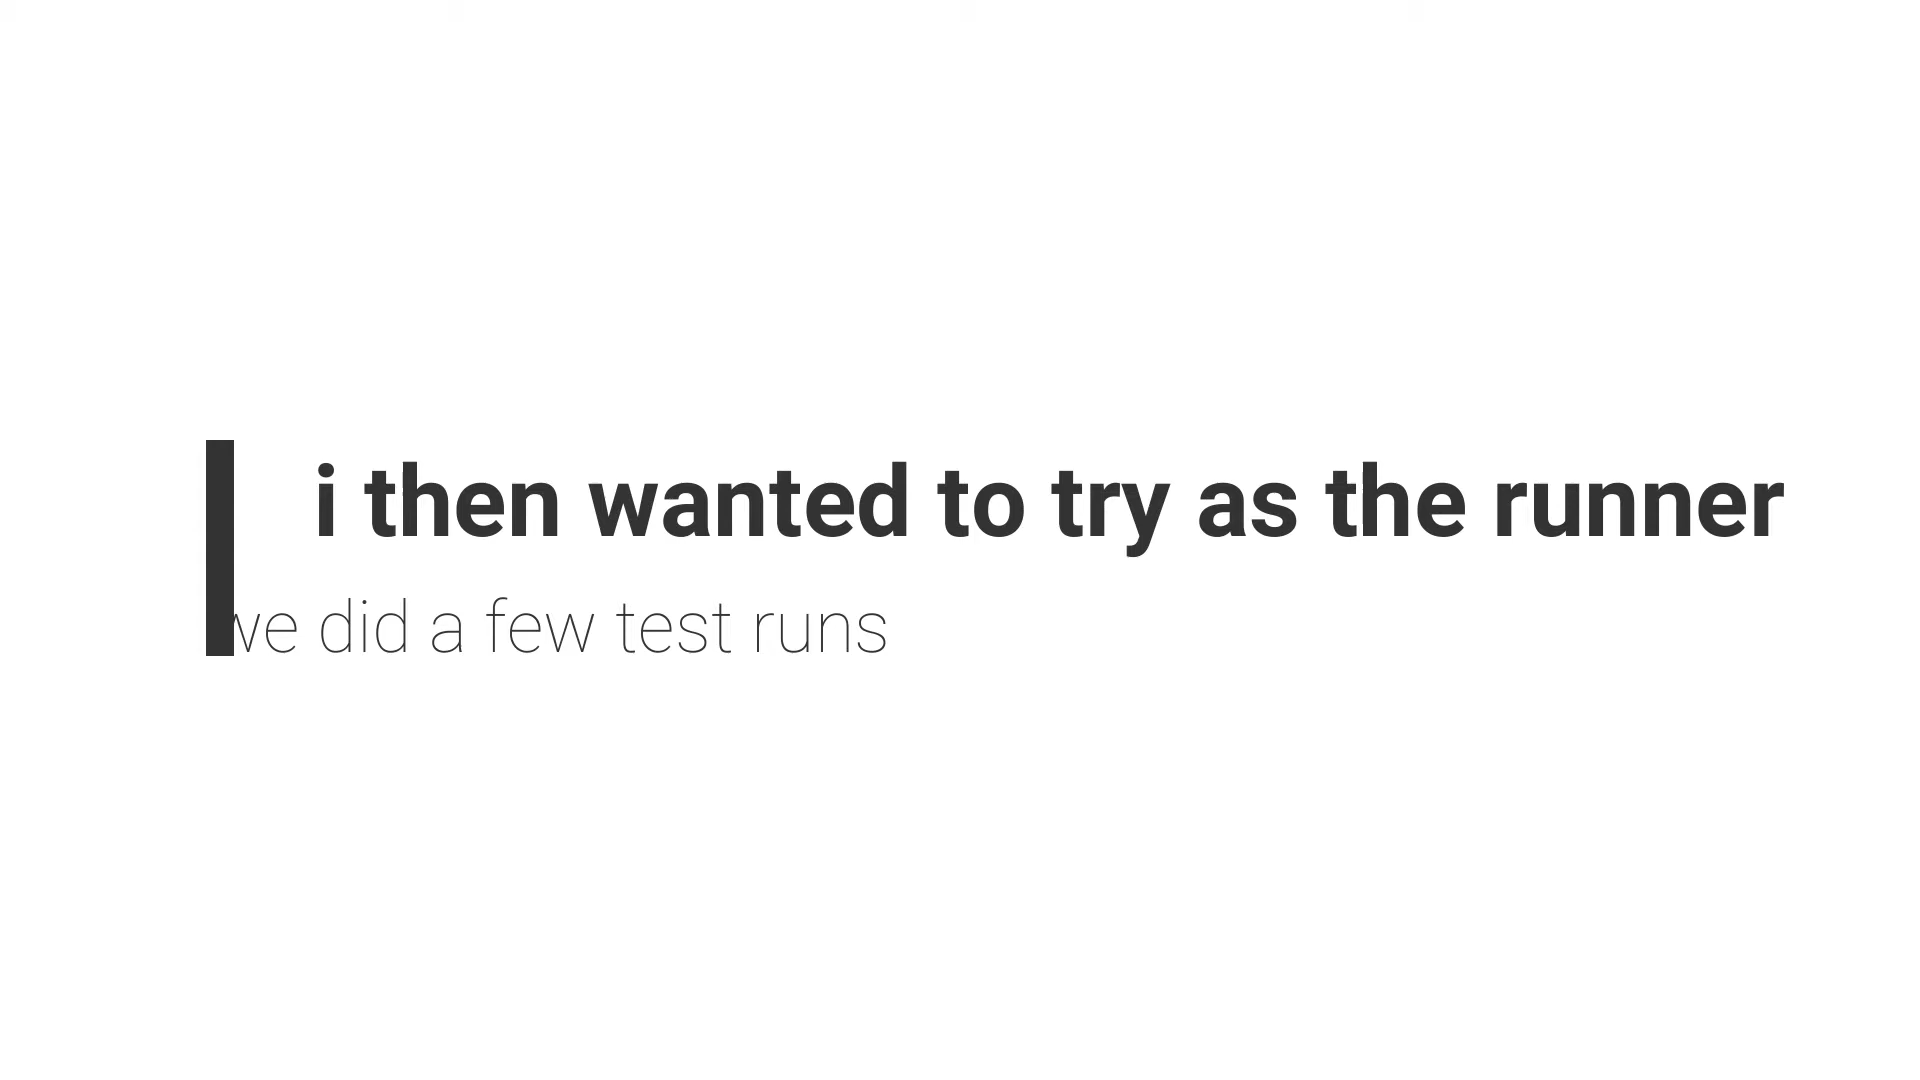 i then wanted to try as the runner
we did a few test runs